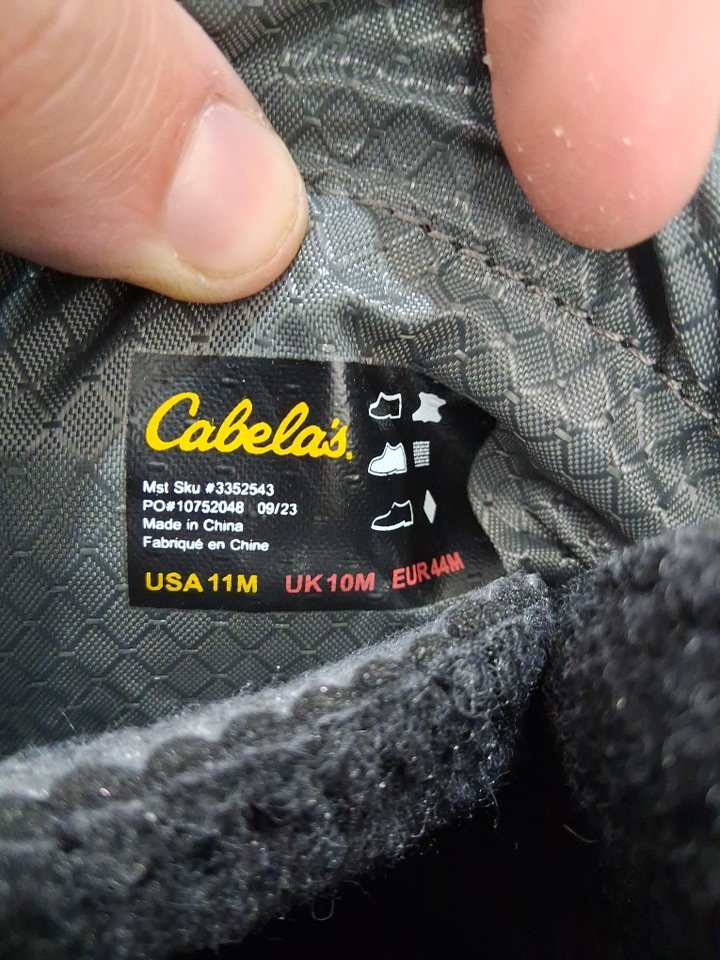 Cabela's.
Mst Sku #3352543
PO#10752048 09/23
Made in China
Fabriqué en Chine
USA 11M UK 10M EUR 44M